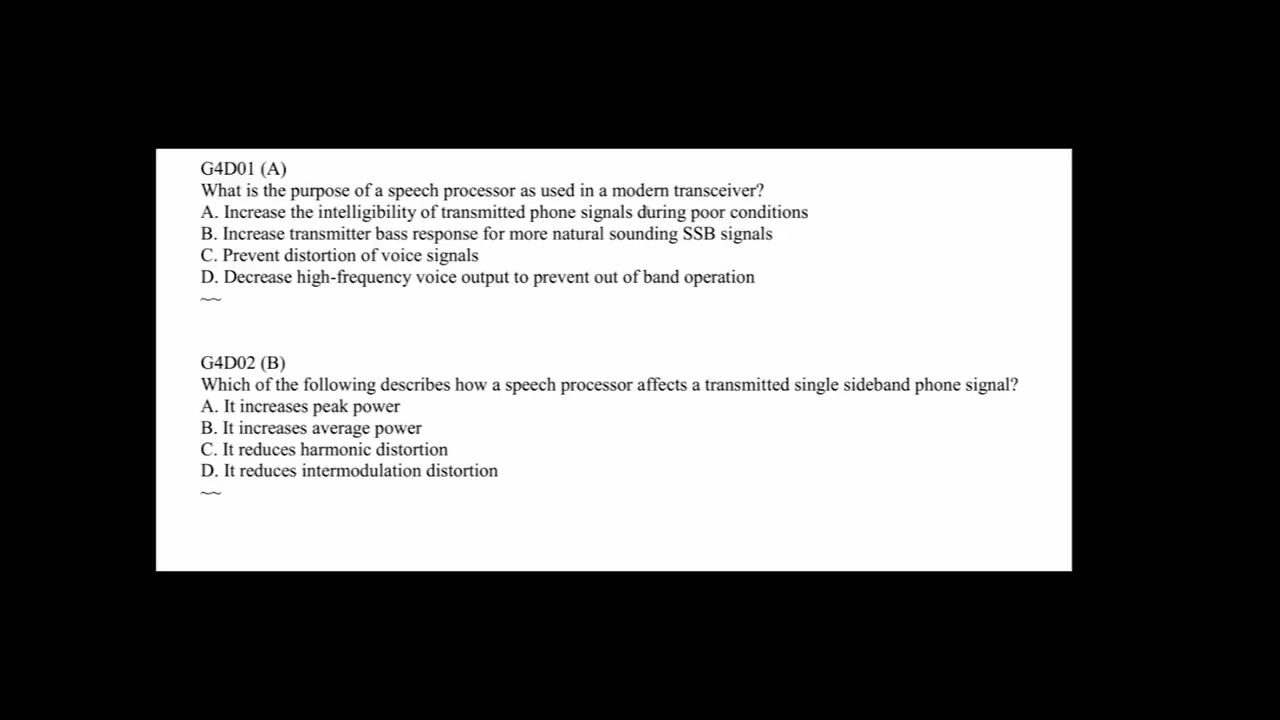 G4D01 (A)
What is the purpose of a speech processor as used in a modern transceiver?
A. Increase the intelligibility of transmitted phone signals during poor conditions
B. Increase transmitter bass response for more natural sounding SSB signals
C. Prevent distortion of voice signals
D. Decrease high-frequency voice output to prevent out of band operation
~~
G4D02 (B)
Which of the following describes how a speech processor affects a transmitted single sideband phone signal?
A. It increases peak power
B. It increases average power
C. It reduces harmonic distortion
D. It reduces intermodulation distortion
~~